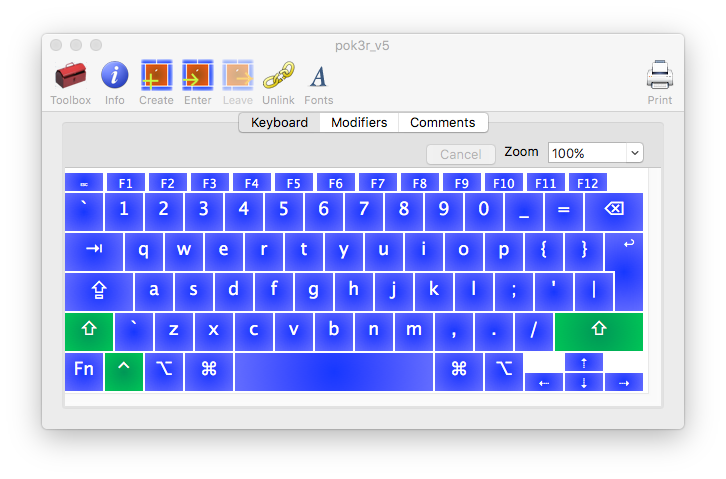 pok3r_v5
Toolbox Info Create Enter Leave Unlink Fonts Print
Keyboard Modifiers Comments
Cancel Zoom 100%
esc F1 F2 F3 F4 F5 F6 F7 F8 F9 F10 F11 F12
` 1 2 3 4 5 6 7 8 9 0 _ = ⌫
⇥ q w e r t y u i o p { } ↩
⇪ a s d f g h j k l ; ' |
⇧ ` z x c v b n m , . / ⇧
Fn ^ ⌥ ⌘ ⌘ ⌥ ⇡
⇠ ⇣ ⇢